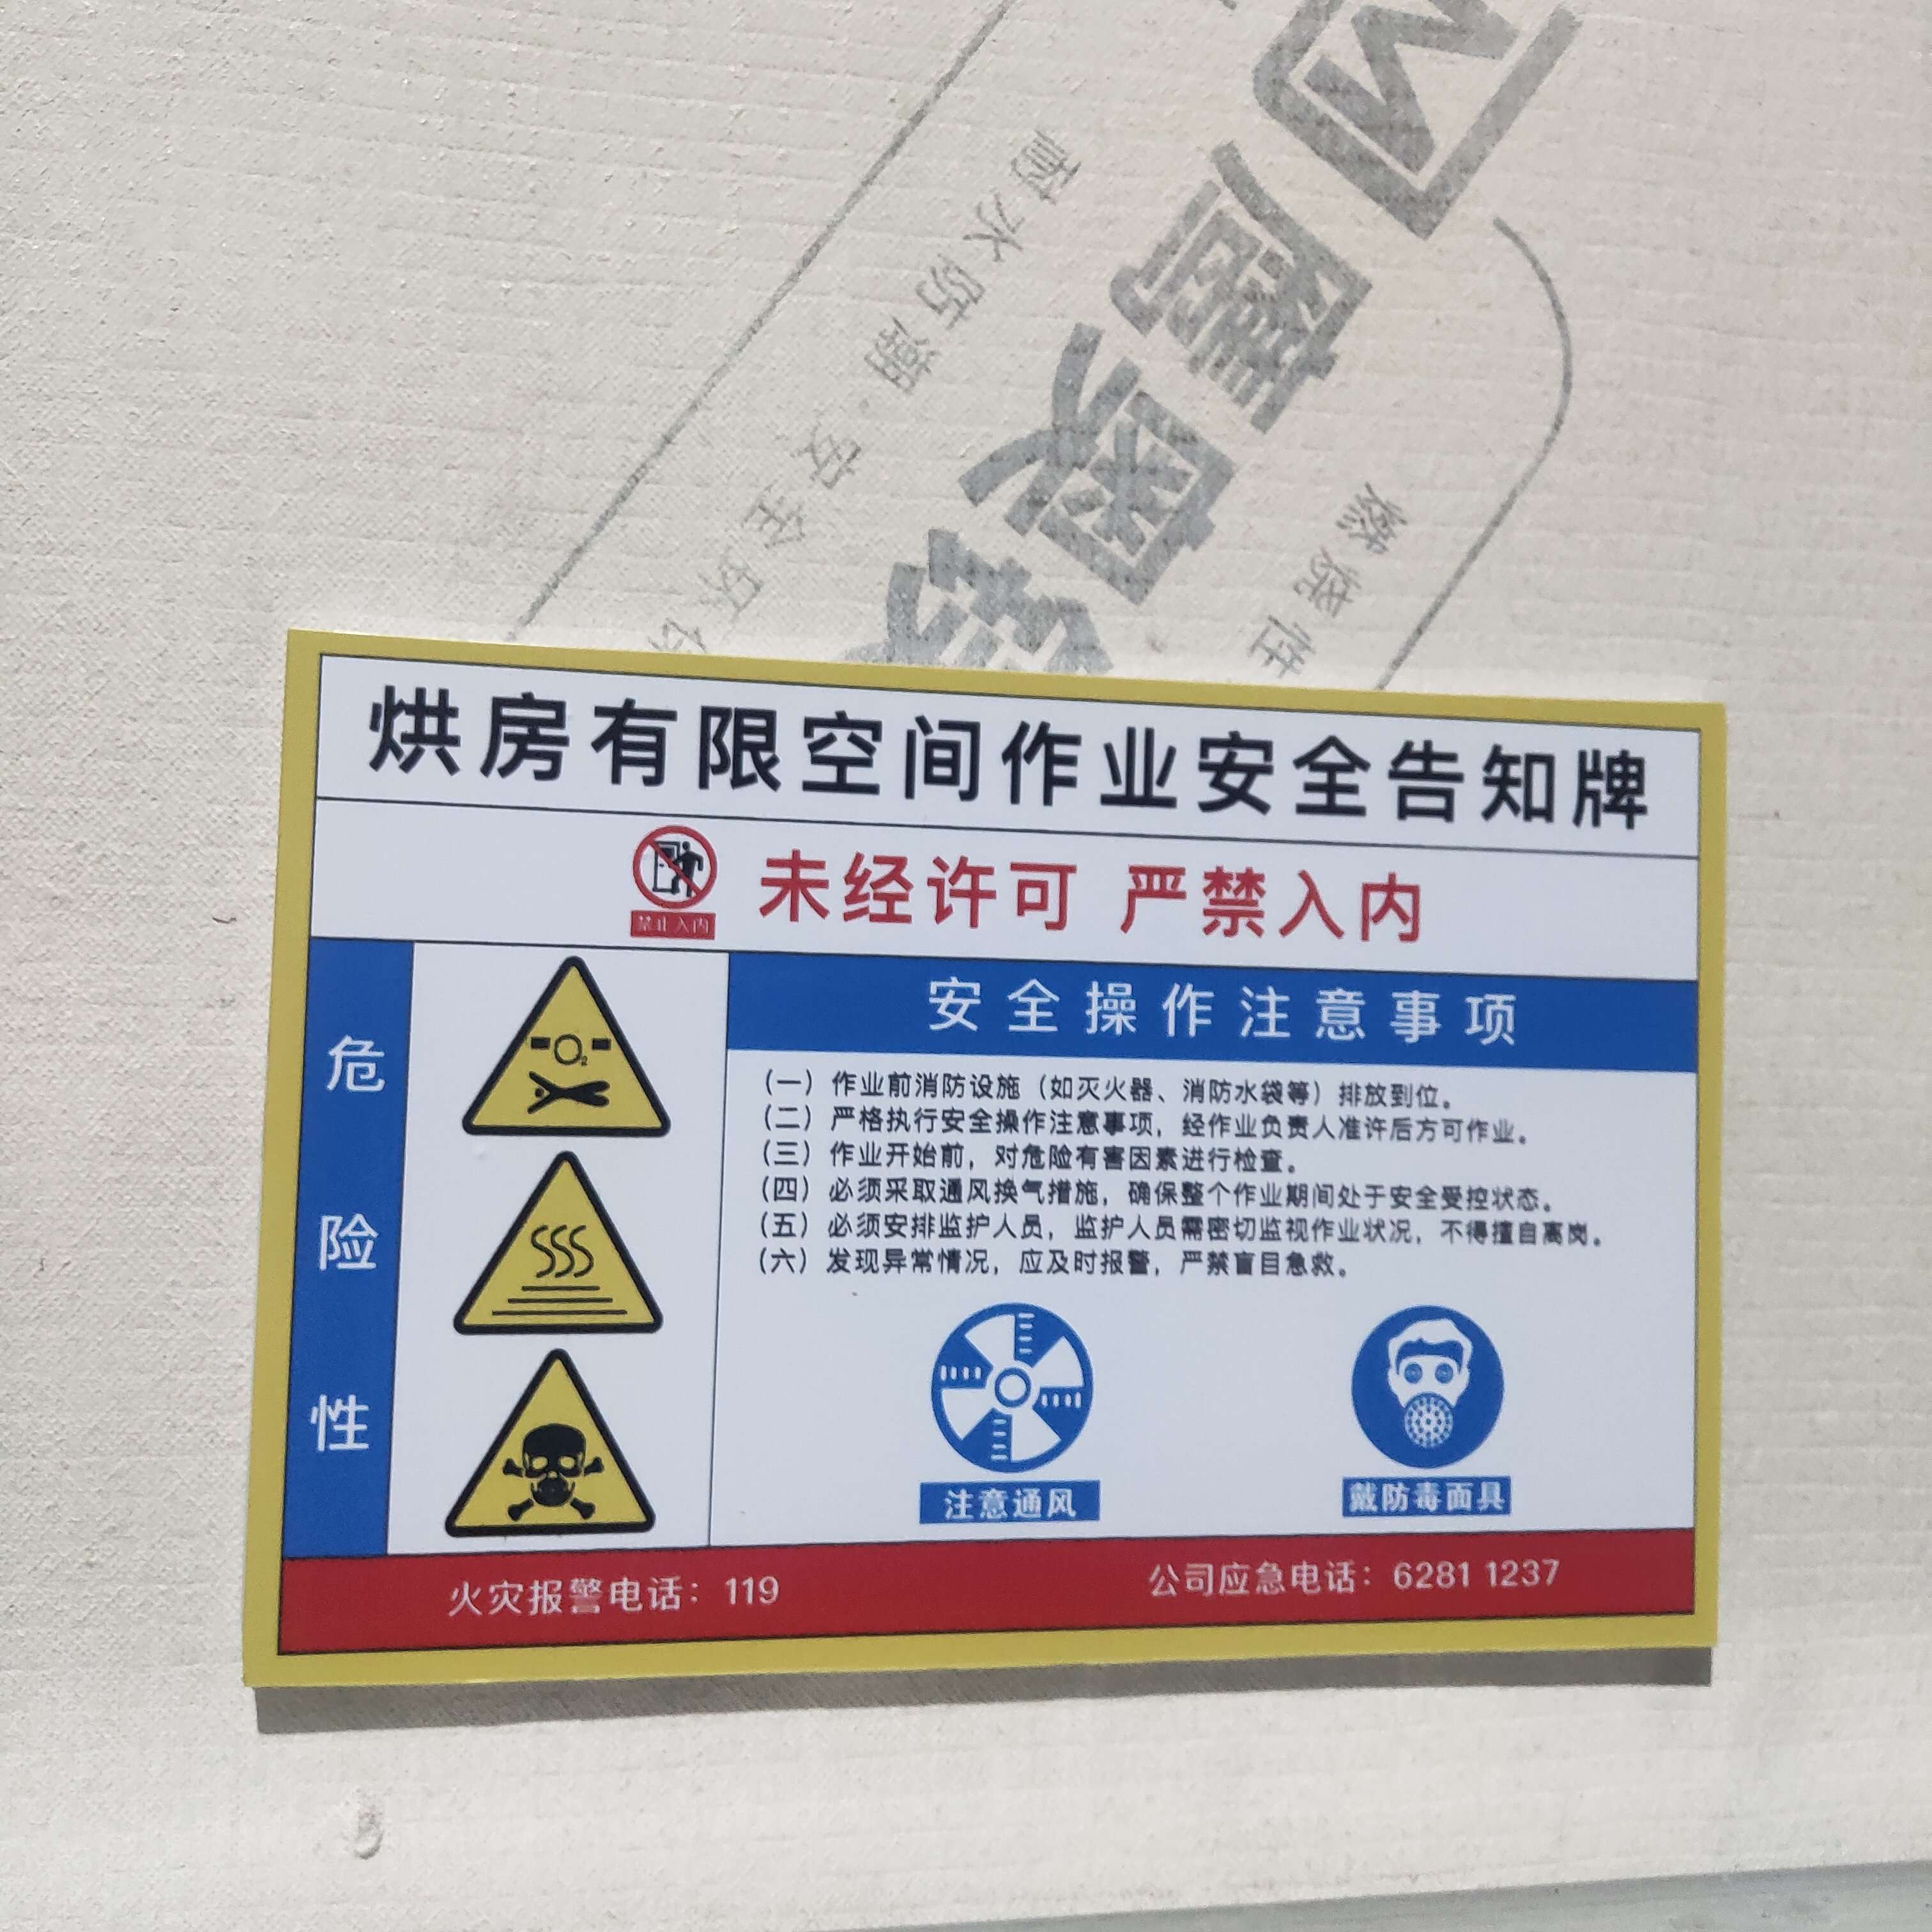 耐水防潮·安全环保
燃烧性
烘房有限空间作业安全告知牌
禁止入内
未经许可 严禁入内
危险性
O₂
安全操作注意事项
（一）作业前消防设施（如灭火器、消防水袋等）排放到位。
（二）严格执行安全操作注意事项，经作业负责人准许后方可作业。
（三）作业开始前，对危险有害因素进行检查。
（四）必须采取通风换气措施，确保整个作业期间处于安全受控状态。
（五）必须安排监护人员，监护人员需密切监视作业状况，不得擅自离岗。
（六）发现异常情况，应及时报警，严禁盲目急救。
注意通风
戴防毒面具
火灾报警电话：119
公司应急电话：6281 1237